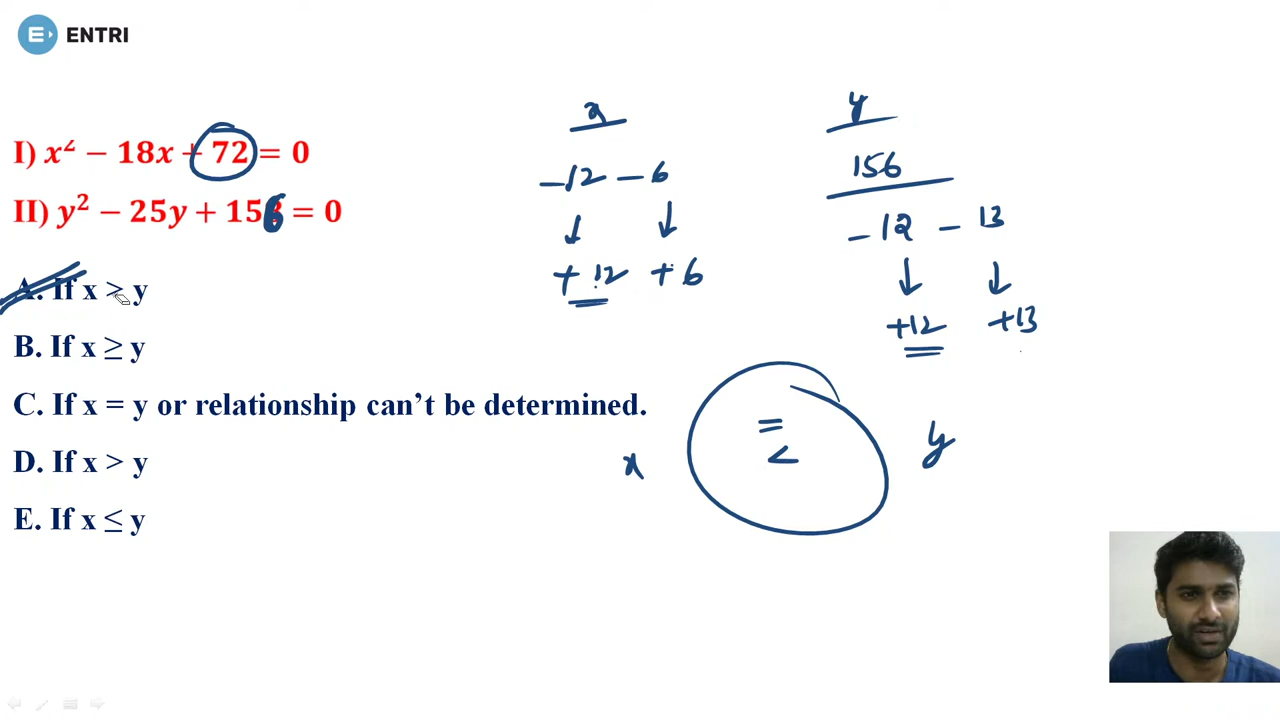 ENTRI
I) x² − 18x + 72 = 0
II) y² − 25y + 156 = 0
A. If x > y
B. If x ≥ y
C. If x = y or relationship can’t be determined.
D. If x > y
E. If x ≤ y
x
−12 −6
+12 +6
y
156
−12 −13
+12 +13
=
x < y